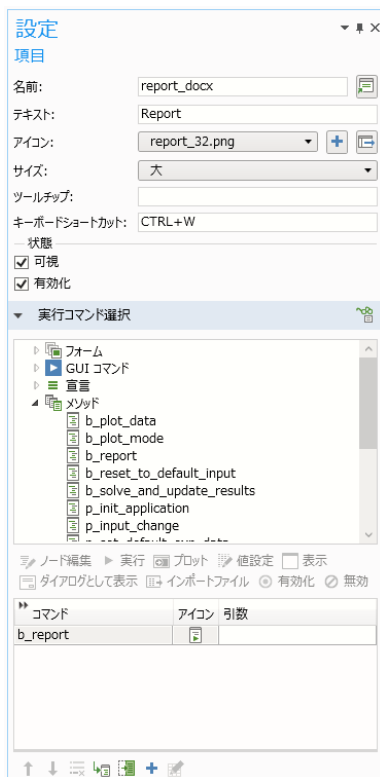 設定
項目
名前: report_docx
テキスト: Report
アイコン: report_32.png
サイズ: 大
ツールチップ:
キーボードショートカット: CTRL+W
状態
可視
有効化
実行コマンド選択
フォーム
GUI コマンド
宣言
メソッド
b_plot_data
b_plot_mode
b_report
b_reset_to_default_input
b_solve_and_update_results
p_init_application
p_input_change
ノード編集 実行 プロット 値設定 表示
ダイアログとして表示 インポートファイル 有効化 無効
コマンド アイコン 引数
b_report